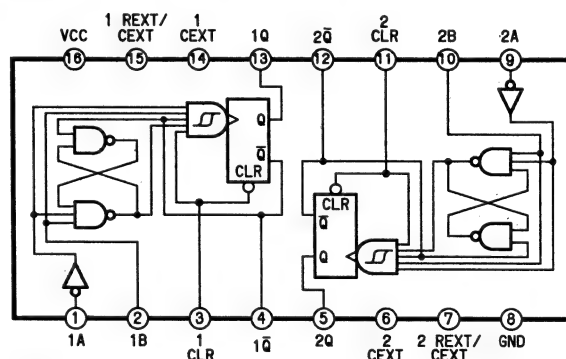 1 REXT/ 1 2
VCC CEXT CEXT 1Q 2Q̅ CLR 2B 2A
16 15 14 13 12 11 10 9
Q
Q̅
CLR
CLR
Q̅
Q
1 2 3 4 5 6 7 8
1A 1B 1 1Q̅ 2Q 2 2 REXT/ GND
CLR CEXT CEXT